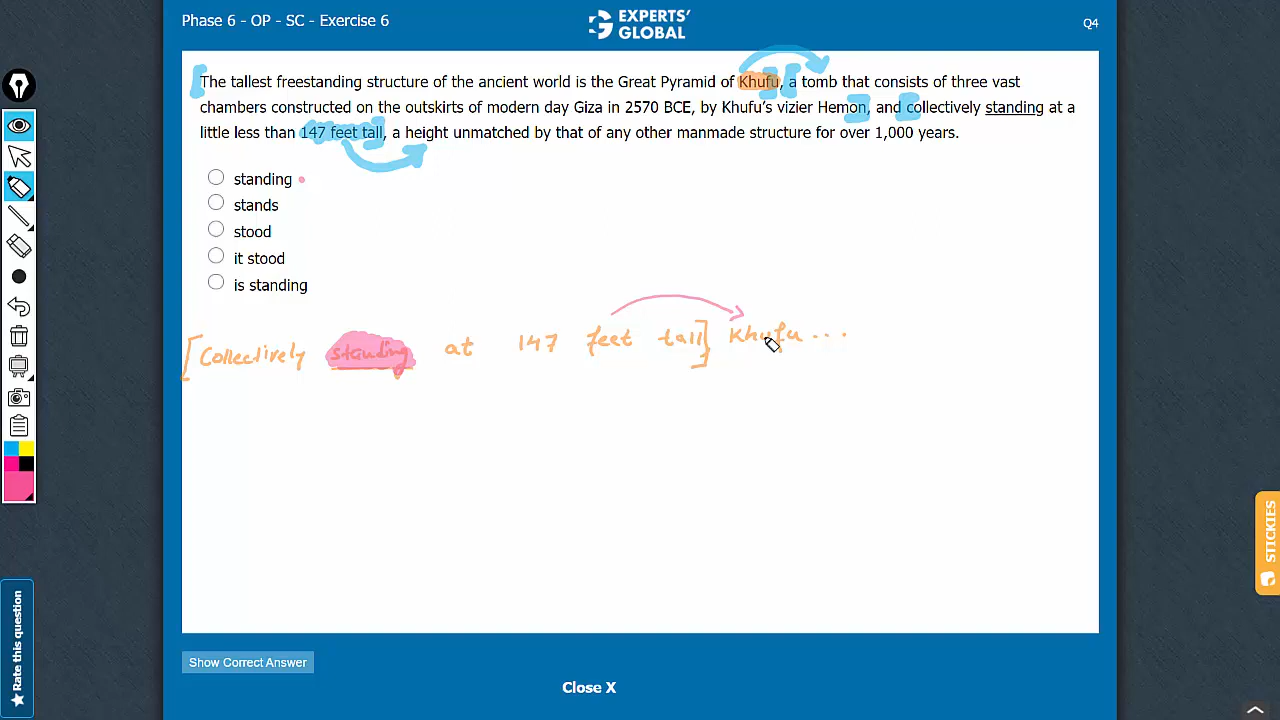 Phase 6 - OP - SC - Exercise 6
EXPERTS'
GLOBAL
Q4
The tallest freestanding structure of the ancient world is the Great Pyramid of Khufu, a tomb that consists of three vast
chambers constructed on the outskirts of modern day Giza in 2570 BCE, by Khufu's vizier Hemon, and collectively standing at a
little less than 147 feet tall, a height unmatched by that of any other manmade structure for over 1,000 years.
standing
stands
stood
it stood
is standing
[Collectively standing at 147 feet tall] Khufu ...
Show Correct Answer
Close X
Rate this question
STICKIES